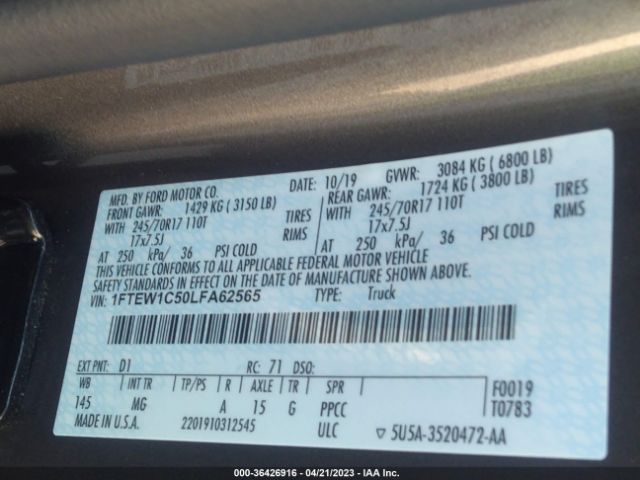 MFD. BY FORD MOTOR CO.
DATE: 10/19 GVWR: 3084 KG ( 6800 LB)
FRONT GAWR: 1429 KG ( 3150 LB)
REAR GAWR: 1724 KG ( 3800 LB)
WITH 245/70R17 110T TIRES
WITH 245/70R17 110T TIRES
17x7.5J RIMS
17x7.5J RIMS
AT 250 kPa/ 36 PSI COLD
AT 250 kPa/ 36 PSI COLD
THIS VEHICLE CONFORMS TO ALL APPLICABLE FEDERAL MOTOR VEHICLE
SAFETY STANDARDS IN EFFECT ON THE DATE OF MANUFACTURE SHOWN ABOVE.
VIN: 1FTEW1C50LFA62565 TYPE: Truck
EXT PNT: D1 RC: 71 DSO:
WB INT TR TP/PS R AXLE TR SPR F0019
145 MG A 15 G PPCC T0783
MADE IN U.S.A. 2201910312545 ULC 5U5A-3520472-AA
000-36426916 - 04/21/2023 - IAA Inc.